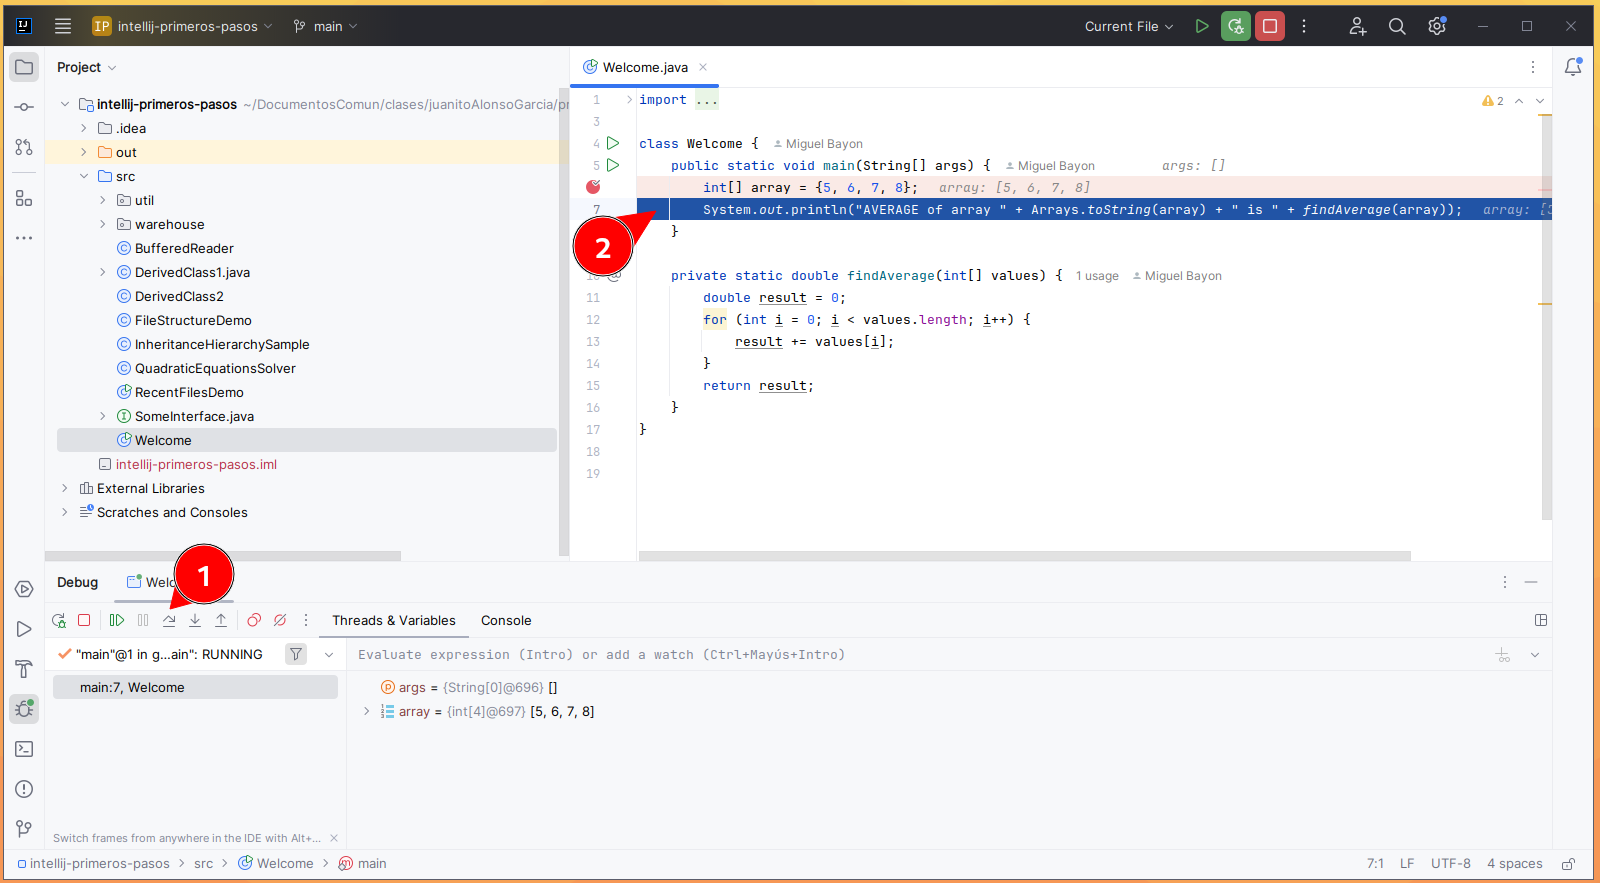 IJ
IP intellij-primeros-pasos main Current File
Project
Welcome.java
intellij-primeros-pasos ~/DocumentosComun/clases/juanitoAlonsoGarcia/pr
.idea
out
src
util
warehouse
BufferedReader
DerivedClass1.java
DerivedClass2
FileStructureDemo
InheritanceHierarchySample
QuadraticEquationsSolver
RecentFilesDemo
SomeInterface.java
Welcome
intellij-primeros-pasos.iml
External Libraries
Scratches and Consoles
1 import ... 2
3
4 class Welcome { Miguel Bayon
5 public static void main(String[] args) { Miguel Bayon args: []
int[] array = {5, 6, 7, 8}; array: [5, 6, 7, 8]
7 System.out.println("AVERAGE of array " + Arrays.toString(array) + " is " + findAverage(array)); array: [5
}
2
10 private static double findAverage(int[] values) { 1 usage Miguel Bayon
11 double result = 0;
12 for (int i = 0; i < values.length; i++) {
13 result += values[i];
14 }
15 return result;
16 }
17 }
18
19
Debug Welc
1
Threads & Variables Console
"main"@1 in g...ain": RUNNING
Evaluate expression (Intro) or add a watch (Ctrl+Mayús+Intro)
main:7, Welcome
args = {String[0]@696} []
array = {int[4]@697} [5, 6, 7, 8]
Switch frames from anywhere in the IDE with Alt+...
intellij-primeros-pasos > src > Welcome > main 7:1 LF UTF-8 4 spaces